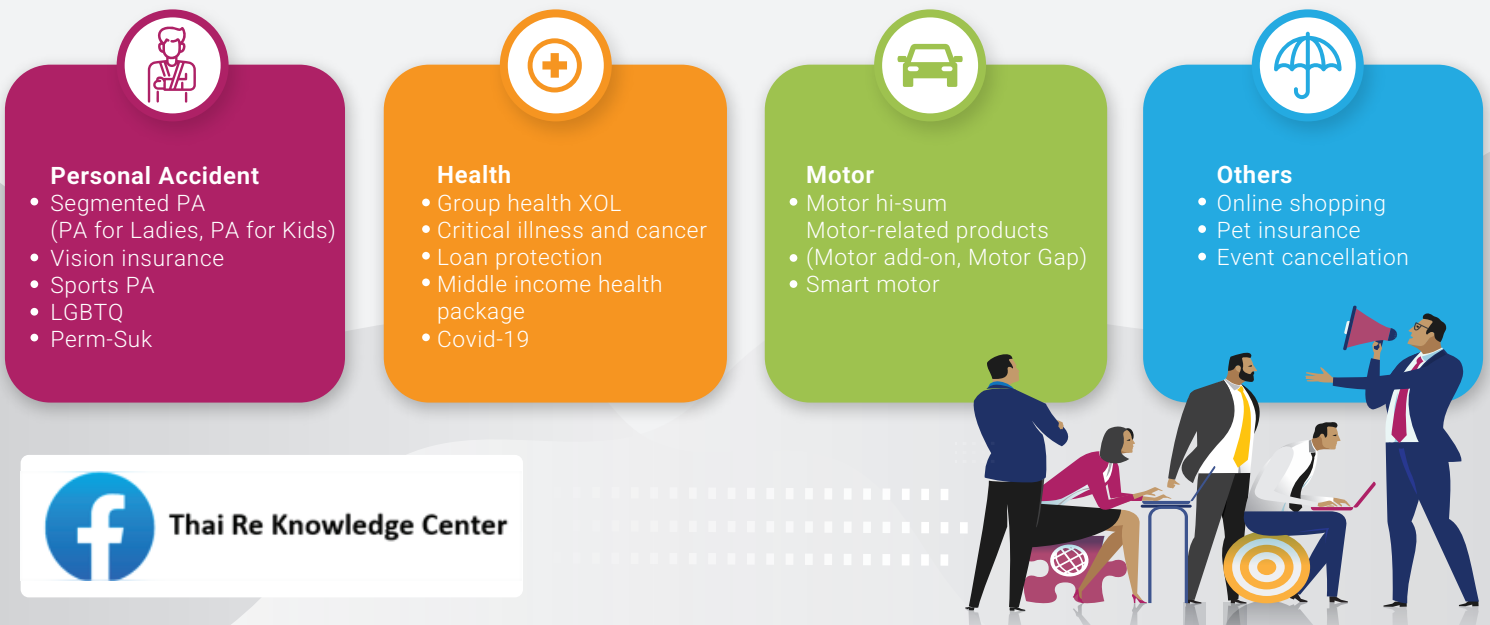 Personal Accident
• Segmented PA
(PA for Ladies, PA for Kids)
• Vision insurance
• Sports PA
• LGBTQ
• Perm-Suk
Health
• Group health XOL
• Critical illness and cancer
• Loan protection
• Middle income health
package
• Covid-19
Motor
• Motor hi-sum
Motor-related products
• (Motor add-on, Motor Gap)
• Smart motor
Others
• Online shopping
• Pet insurance
• Event cancellation
f Thai Re Knowledge Center